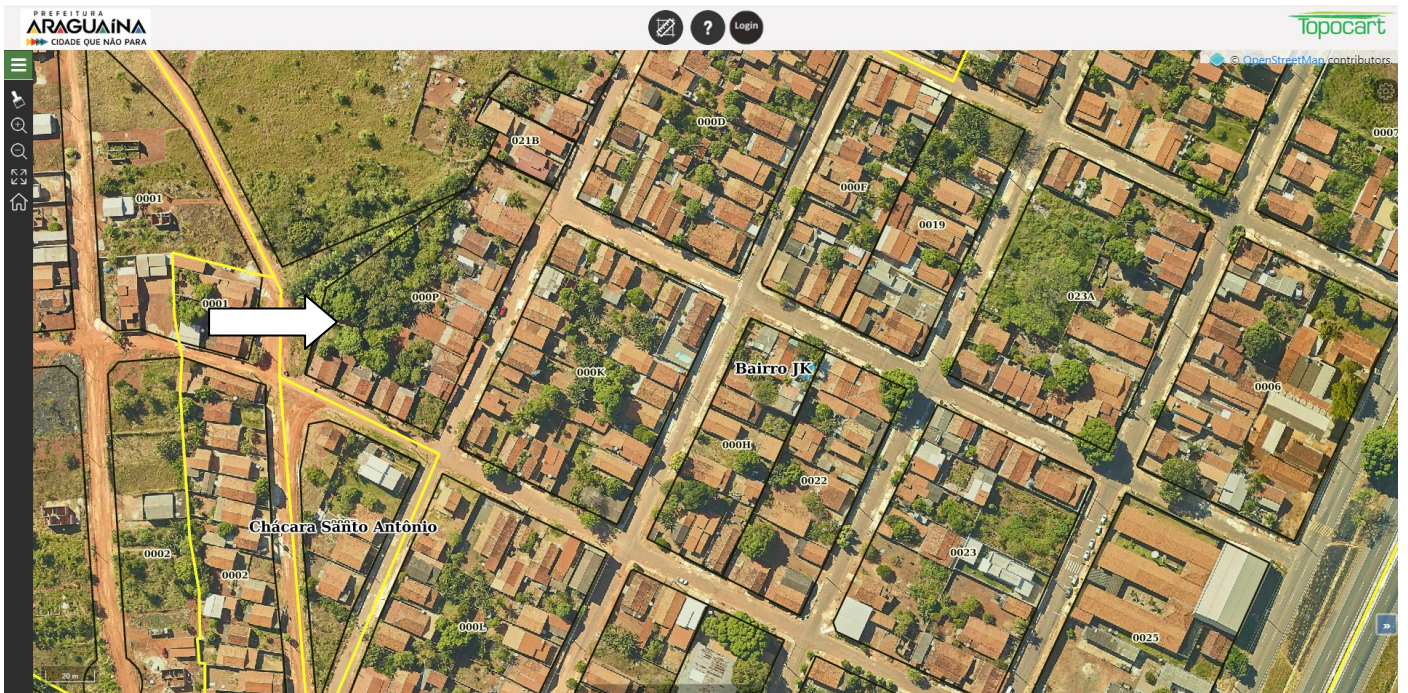 PREFEITURA
ARAGUAÍNA
CIDADE QUE NÃO PARA
?
Login
Topocart
© OpenStreetMap contributors
000D
021B
0007
0001
000F
0019
0001
000P
023A
000K
Bairro JK
0006
000H
0022
Chácara Santo Antônio
0002
0002
0023
000L
0025
»
20 m